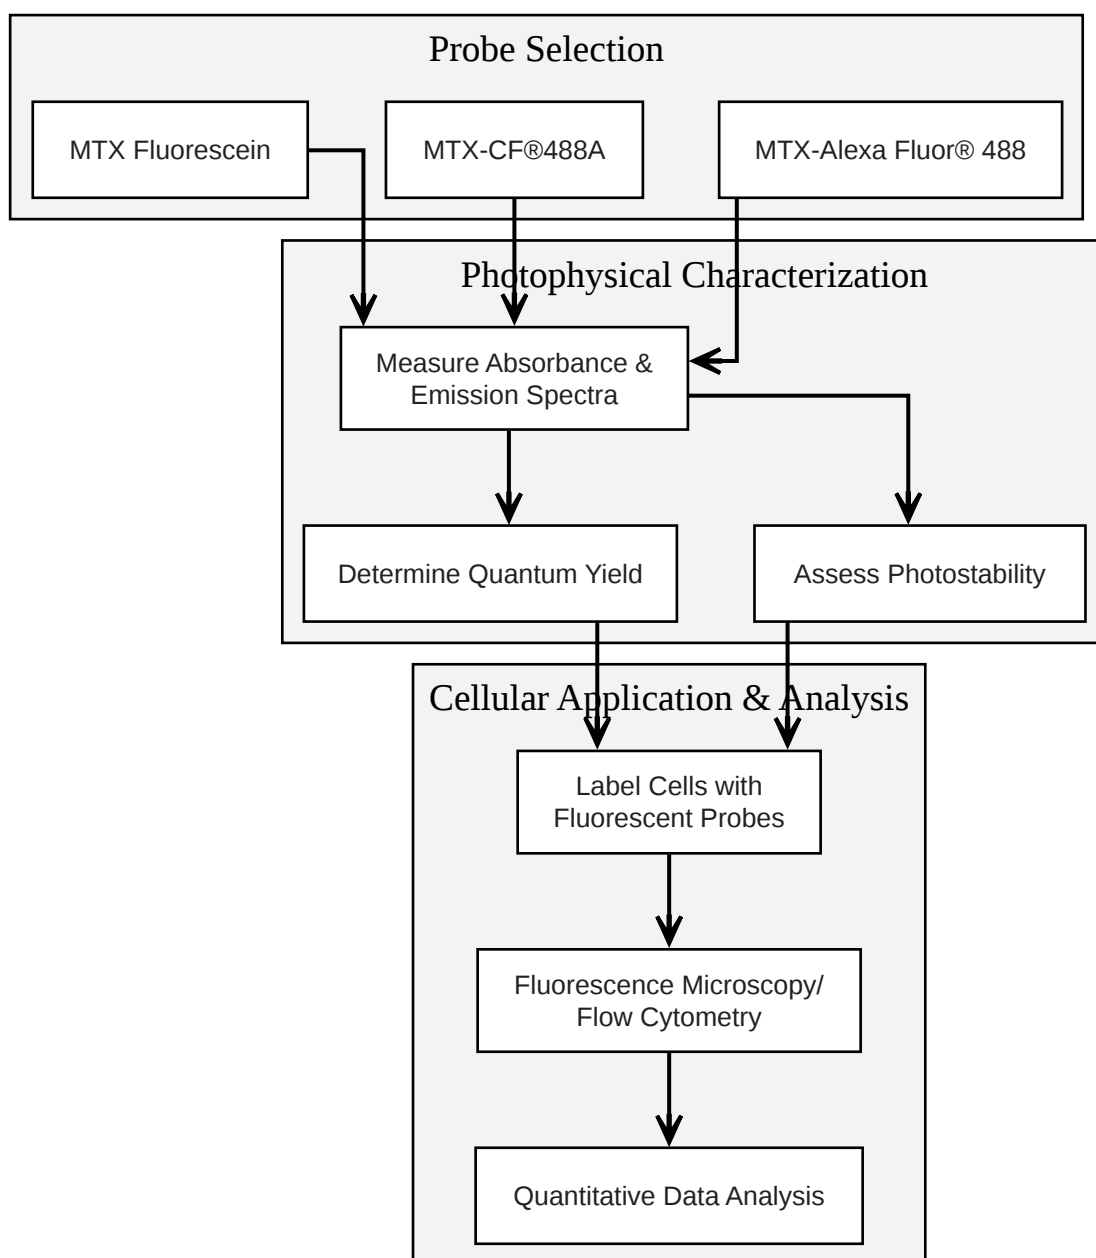 Probe Selection
MTX Fluorescein
MTX-CF®488A
MTX-Alexa Fluor® 488
Photophysical Characterization
Measure Absorbance &
Emission Spectra
Determine Quantum Yield
Assess Photostability
Cellular Application & Analysis
Label Cells with
Fluorescent Probes
Fluorescence Microscopy/
Flow Cytometry
Quantitative Data Analysis